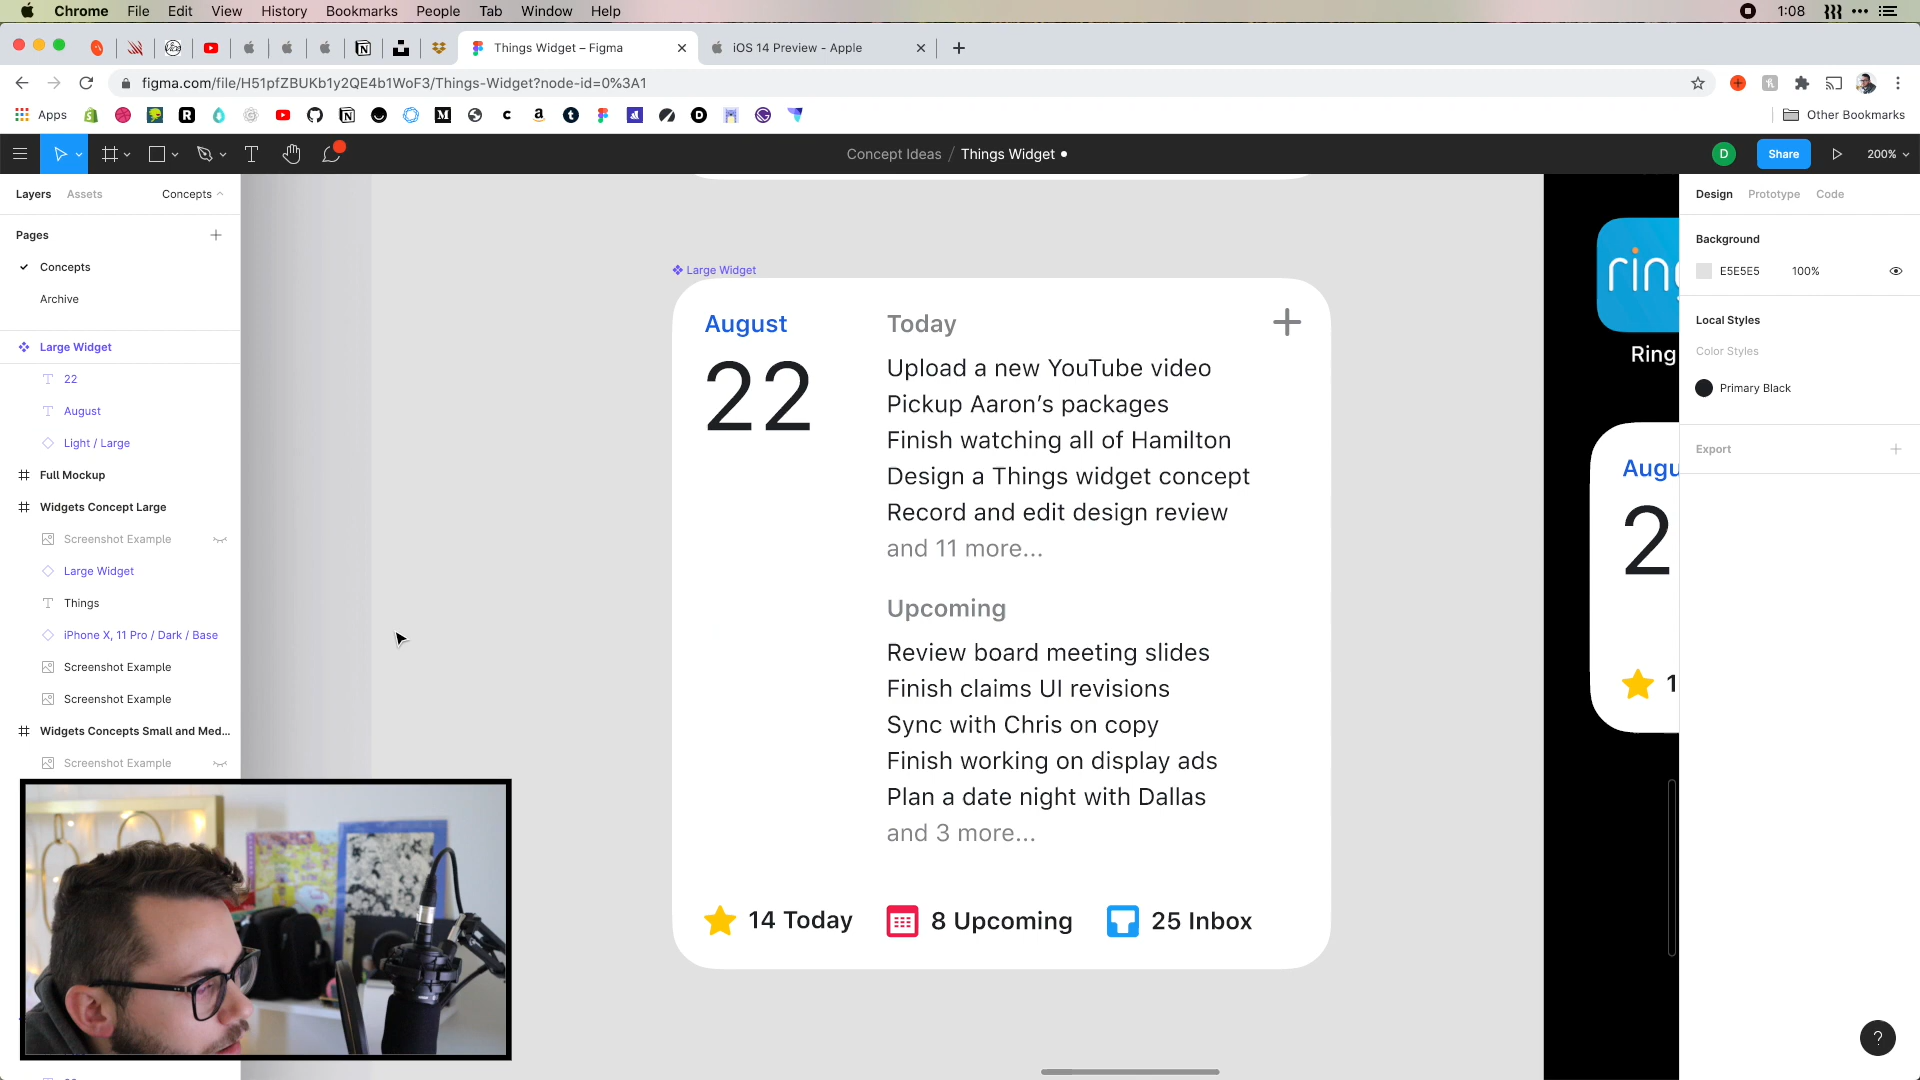 Chrome File Edit View History Bookmarks People Tab Window Help
1:08
Things Widget – Figma
iOS 14 Preview - Apple
figma.com/file/H51pfZBUKb1y2QE4b1WoF3/Things-Widget?node-id=0%3A1
Apps
Other Bookmarks
Concept Ideas / Things Widget
D
Share
200%
Layers Assets Concepts
Pages
Concepts
Archive
Large Widget
22
August
Light / Large
Full Mockup
Widgets Concept Large
Screenshot Example
Large Widget
Things
iPhone X, 11 Pro / Dark / Base
Screenshot Example
Screenshot Example
Widgets Concepts Small and Med...
Screenshot Example
Large Widget
August
22
Today
Upload a new YouTube video
Pickup Aaron’s packages
Finish watching all of Hamilton
Design a Things widget concept
Record and edit design review
and 11 more...
Upcoming
Review board meeting slides
Finish claims UI revisions
Sync with Chris on copy
Finish working on display ads
Plan a date night with Dallas
and 3 more...
14 Today
8 Upcoming
25 Inbox
ring
Ring
Augu
2
1
Design Prototype Code
Background
E5E5E5 100%
Local Styles
Color Styles
Primary Black
Export
?